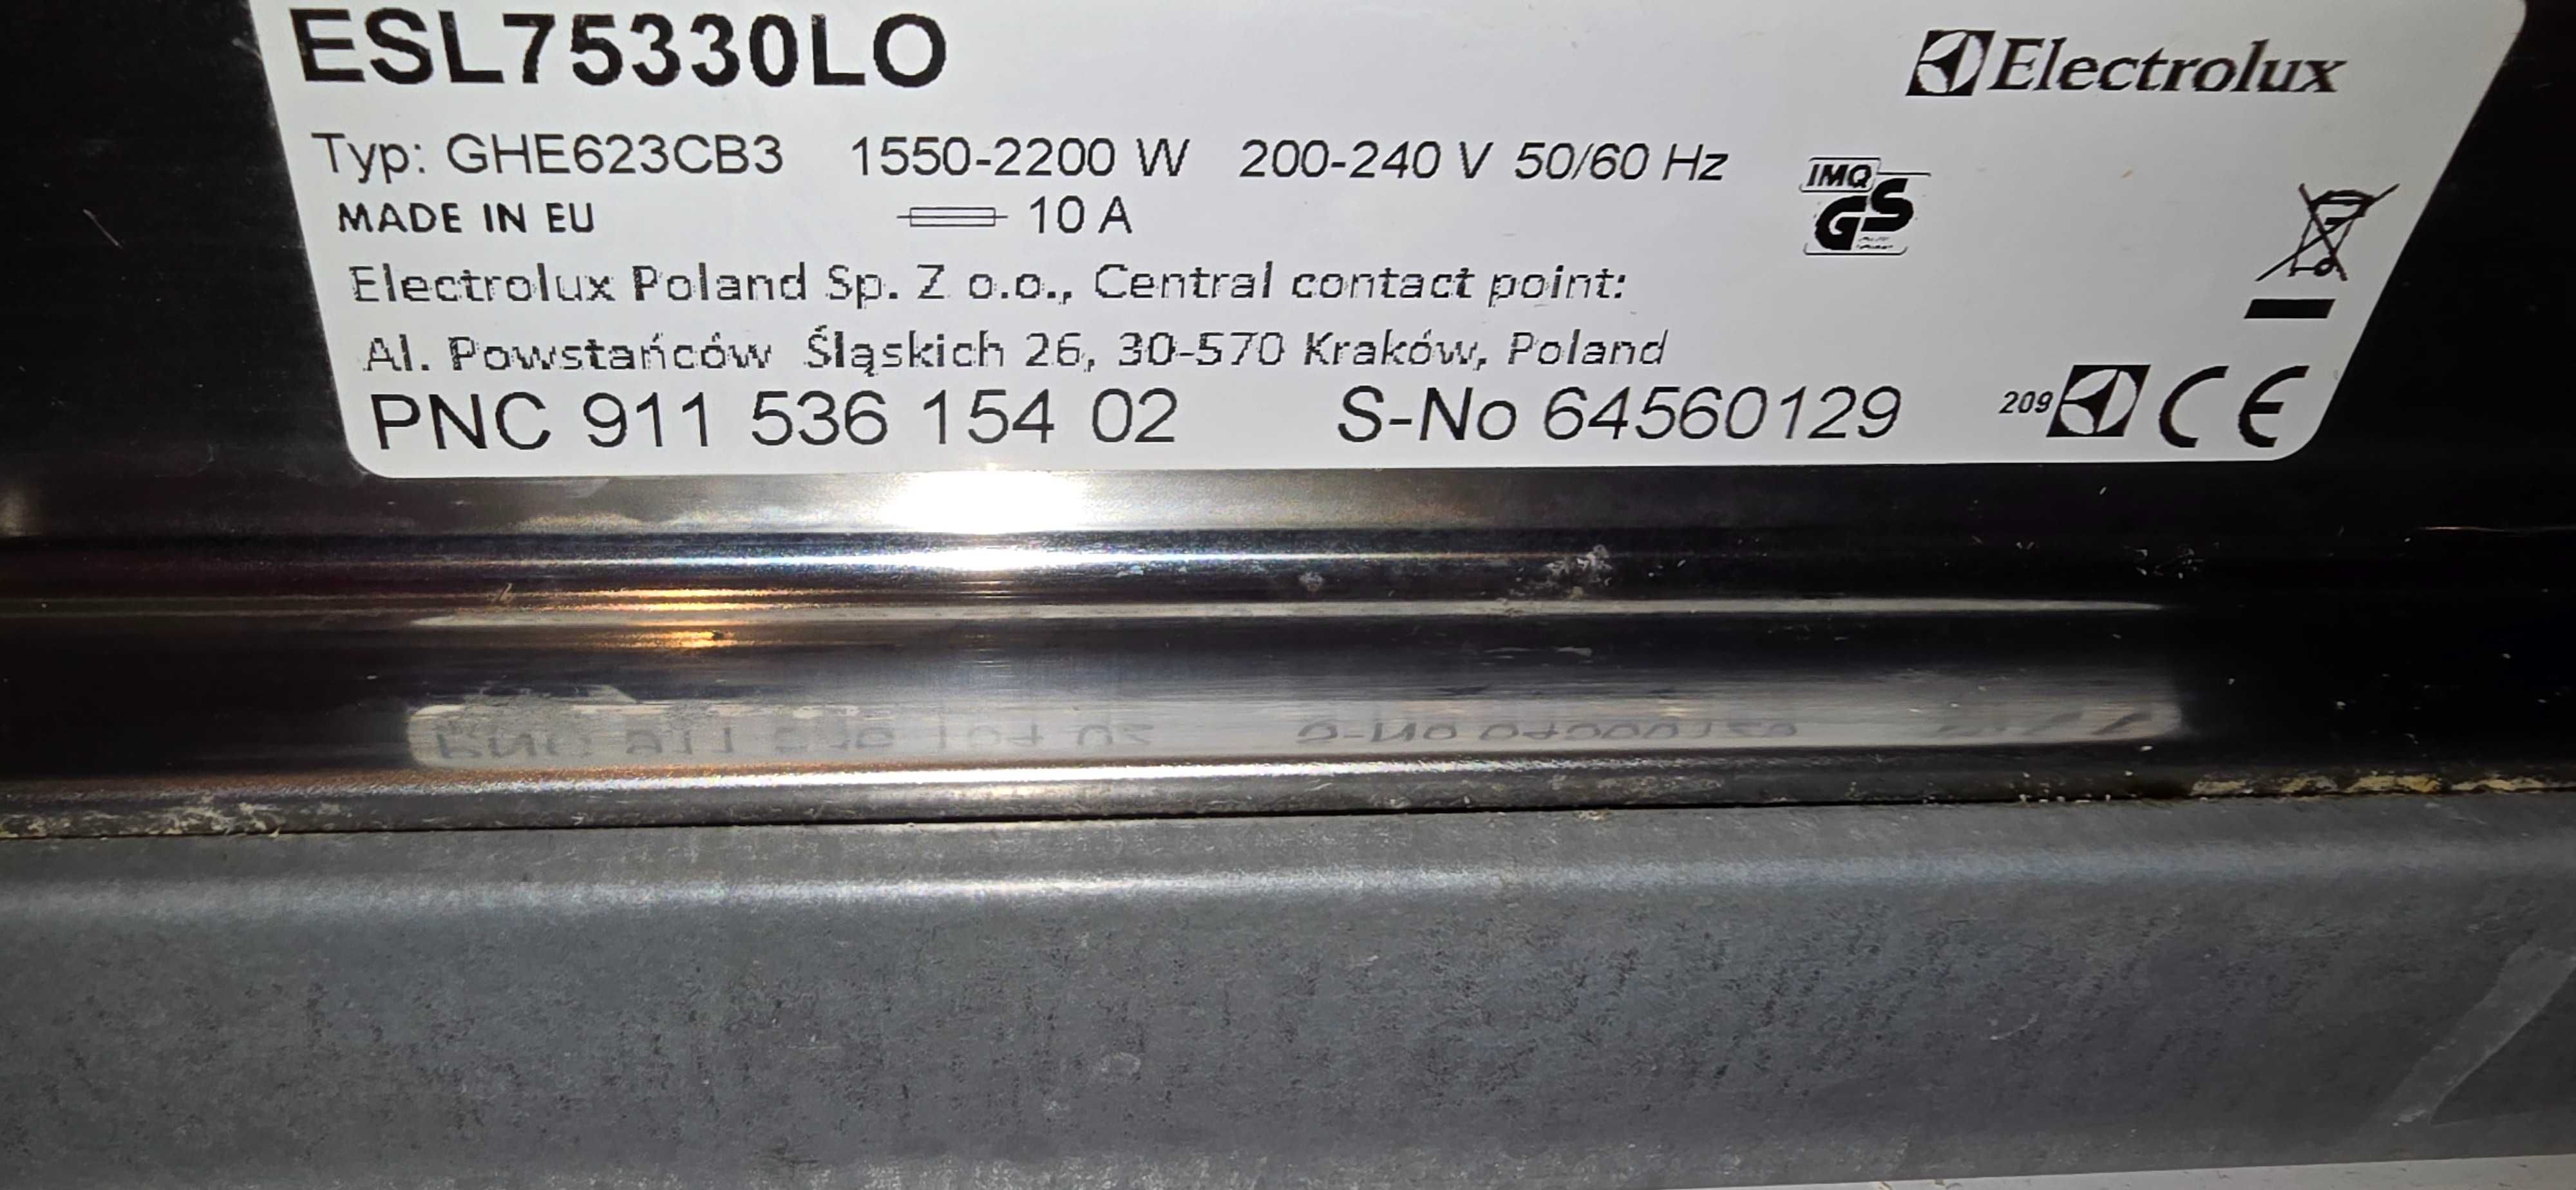 ESL75330LO
Electrolux
Typ: GHE623CB3 1550-2200 W 200-240 V 50/60 Hz
IMQ
GS
MADE IN EU 10 A
Electrolux Poland Sp. Z o.o., Central contact point:
Al. Powstańców Śląskich 26, 30-570 Kraków, Poland
PNC 911 536 154 02 S-No 64560129 209 CE